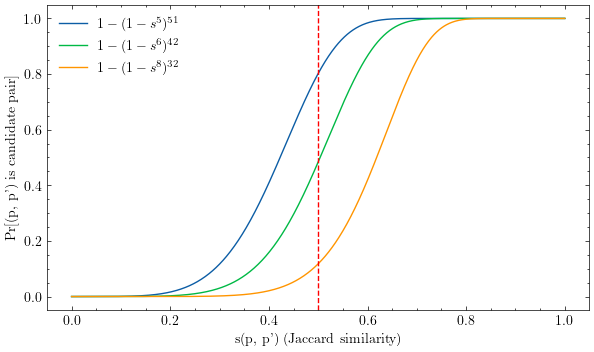 1 − (1 − s⁵)⁵¹
1 − (1 − s⁶)⁴²
1 − (1 − s⁸)³²
Pr[(p, p') is candidate pair]
1.0
0.8
0.6
0.4
0.2
0.0
0.0 0.2 0.4 0.6 0.8 1.0
s(p, p') (Jaccard similarity)